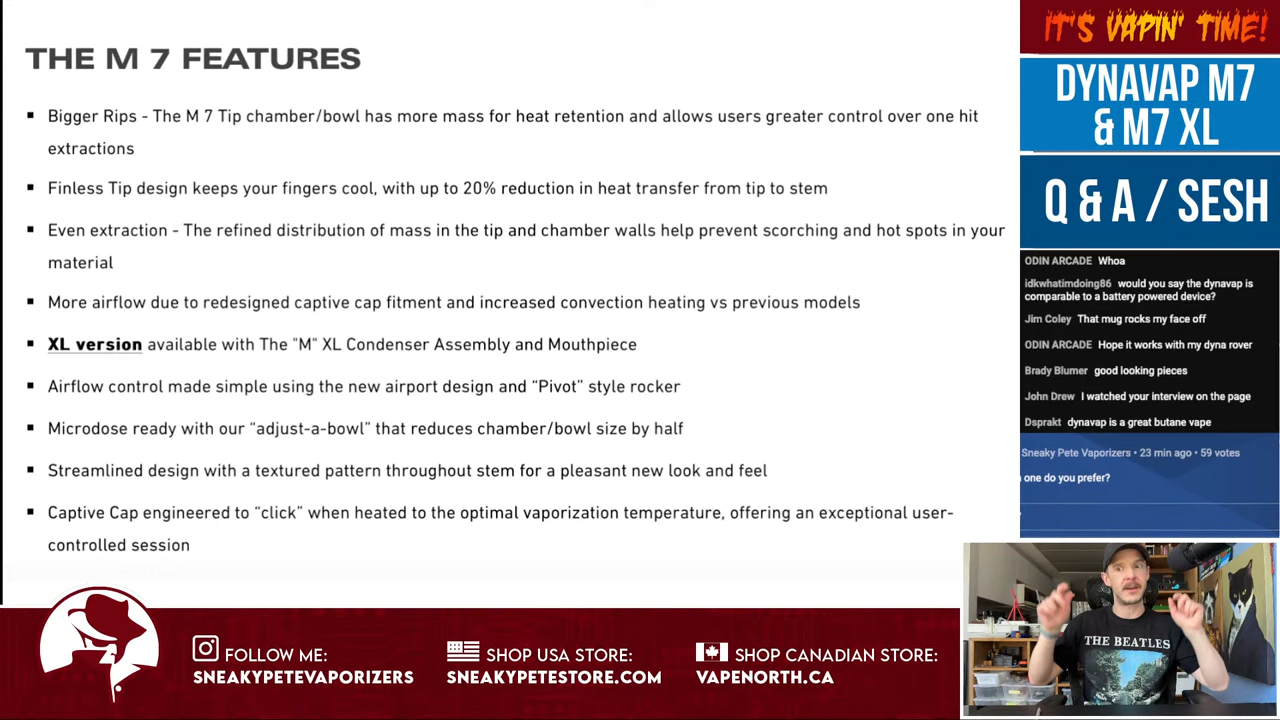 THE M 7 FEATURES
Bigger Rips - The M 7 Tip chamber/bowl has more mass for heat retention and allows users greater control over one hit
extractions
Finless Tip design keeps your fingers cool, with up to 20% reduction in heat transfer from tip to stem
Even extraction - The refined distribution of mass in the tip and chamber walls help prevent scorching and hot spots in your
material
More airflow due to redesigned captive cap fitment and increased convection heating vs previous models
XL version available with The "M" XL Condenser Assembly and Mouthpiece
Airflow control made simple using the new airport design and “Pivot” style rocker
Microdose ready with our “adjust-a-bowl” that reduces chamber/bowl size by half
Streamlined design with a textured pattern throughout stem for a pleasant new look and feel
Captive Cap engineered to “click” when heated to the optimal vaporization temperature, offering an exceptional user-
controlled session
IT'S VAPIN' TIME!
DYNAVAP M7
& M7 XL
Q & A / SESH
ODIN ARCADE Whoa
idkwhatimdoing86 would you say the dynavap is
comparable to a battery powered device?
Jim Coley That mug rocks my face off
ODIN ARCADE Hope it works with my dyna rover
Brady Blumer good looking pieces
John Drew I watched your interview on the page
Dsprakt dynavap is a great butane vape
Sneaky Pete Vaporizers • 23 min ago • 59 votes
one do you prefer?
THE BEATLES
FOLLOW ME:
SNEAKYPETEVAPORIZERS
SHOP USA STORE:
SNEAKYPETESTORE.COM
SHOP CANADIAN STORE:
VAPENORTH.CA